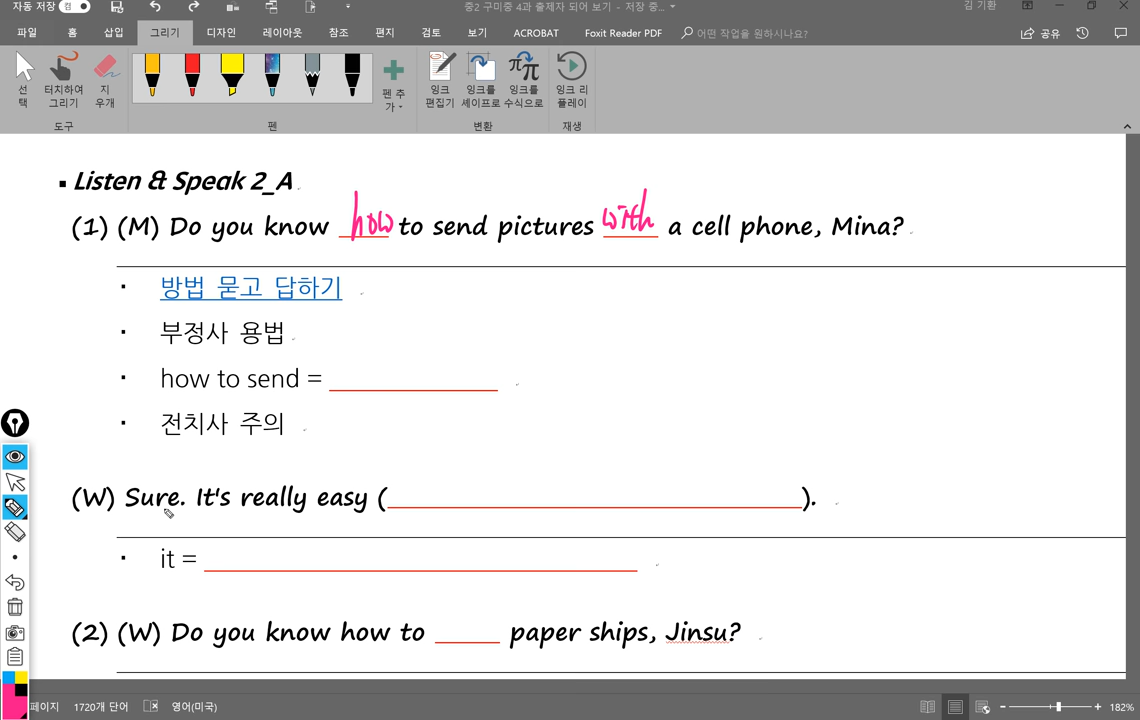 자동 저장 켬 중2 구미중 4과 출제자 되어 보기 - 저장 중... 김 기환
파일 홈 삽입 그리기 디자인 레이아웃 참조 편지 검토 보기 ACROBAT Foxit Reader PDF 어떤 작업을 원하시나요? 공유
선택 터치하여 그리기 지우개 펜 추가 잉크 편집기 잉크를 셰이프로 잉크를 수식으로 잉크 리플레이
도구 펜 변환 재생
▪ Listen & Speak 2_A
(1) (M) Do you know how to send pictures with a cell phone, Mina?
· 방법 묻고 답하기
· 부정사 용법
· how to send = ____________
· 전치사 주의
(W) Sure. It's really easy (____________).
· it = ____________
(2) (W) Do you know how to _____ paper ships, Jinsu?
페이지 1720개 단어 영어(미국) 182%